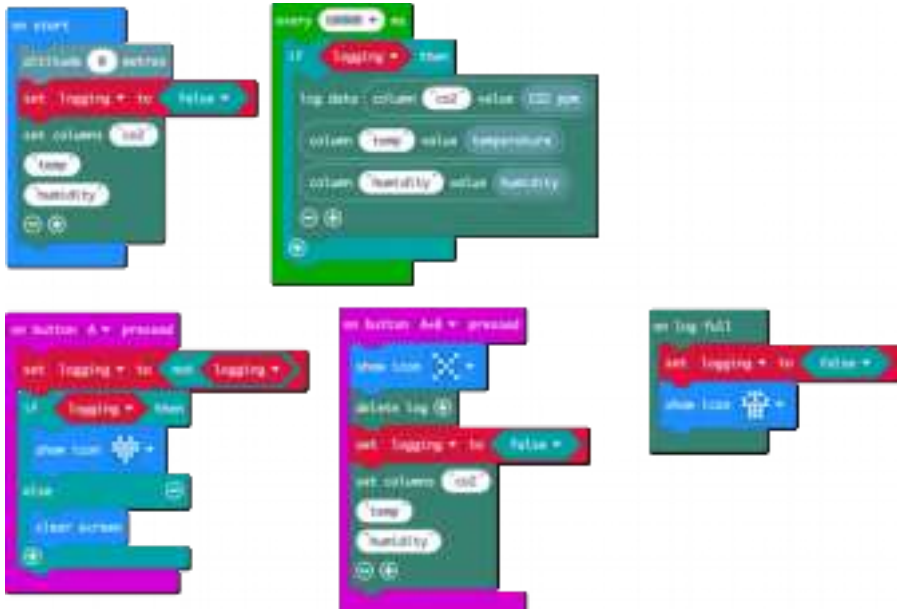 on start
altitude 0 metres
set logging to false
set columns "co2"
"temp"
"humidity"
every ms
if logging then
log data column "co2" value CO2 ppm
column "temp" value temperature
column "humidity" value humidity
on button A pressed
set logging to not logging
if logging then
show icon
else
clear screen
on button A+B pressed
show icon
delete log
set logging to false
set columns "co2"
"temp"
"humidity"
on log full
set logging to false
show icon